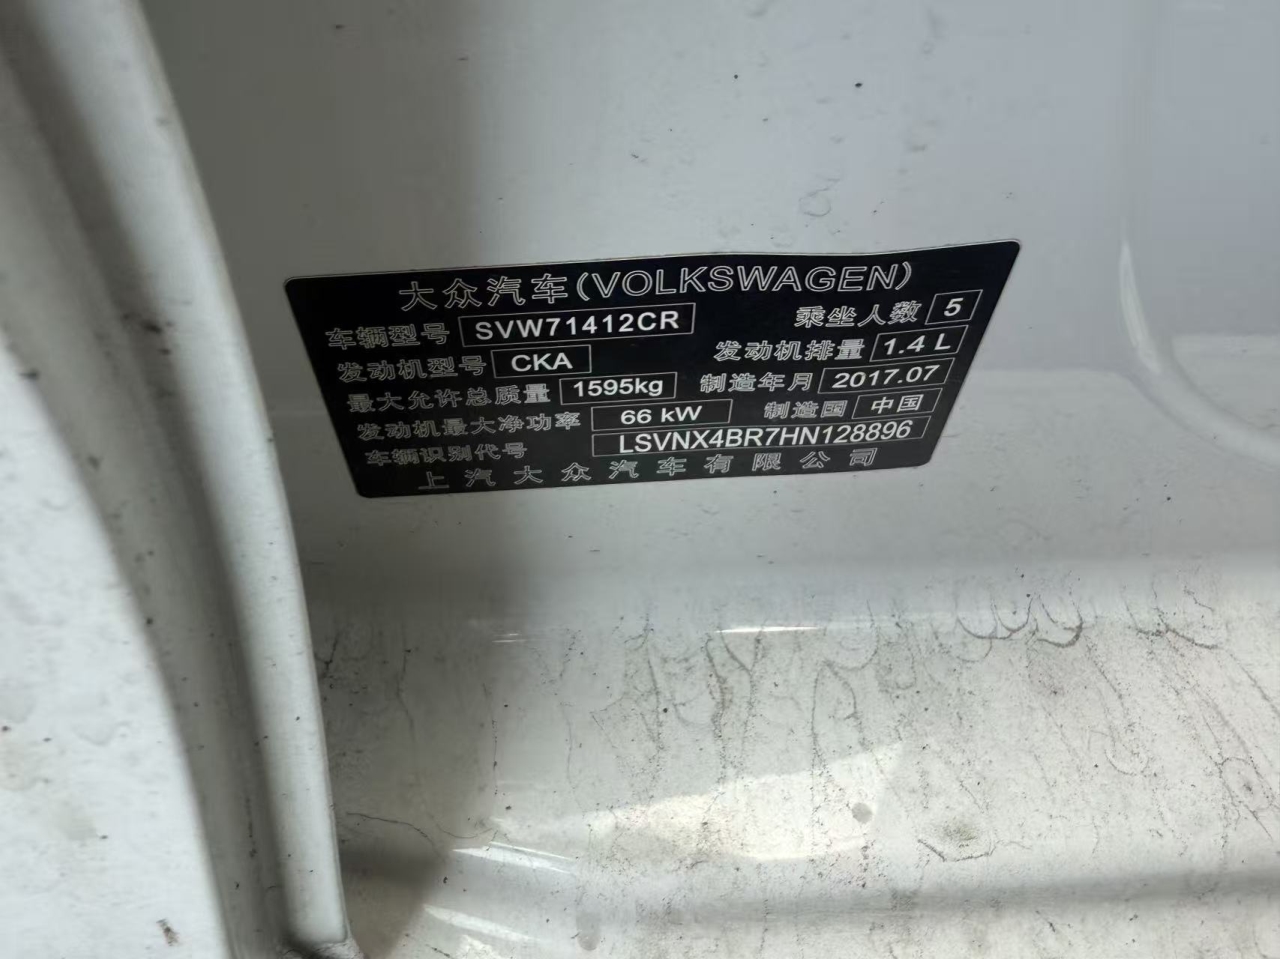 大众汽车(VOLKSWAGEN)
车辆型号 SVW71412CR 乘坐人数 5
发动机型号 CKA 发动机排量 1.4 L
最大允许总质量 1595kg 制造年月 2017.07
发动机最大净功率 66 kW 制造国 中国
车辆识别代号 LSVNX4BR7HN128896
上汽大众汽车有限公司